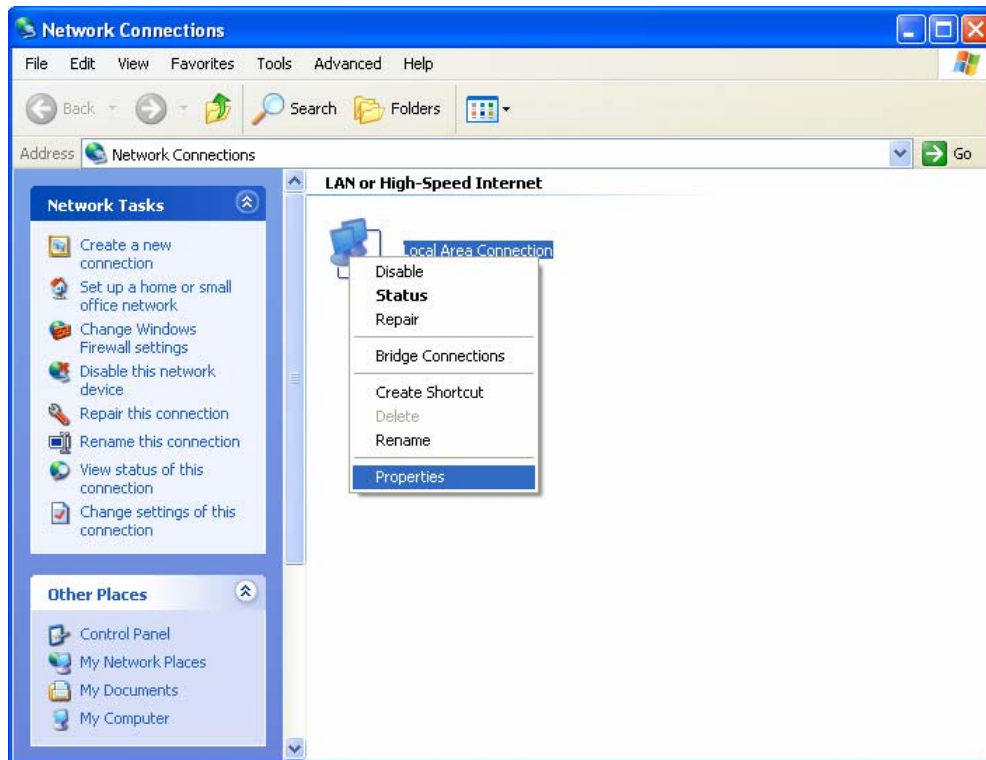 Network Connections
File Edit View Favorites Tools Advanced Help
Back Search Folders
Address Network Connections Go
Network Tasks
Create a new
connection
Set up a home or small
office network
Change Windows
Firewall settings
Disable this network
device
Repair this connection
Rename this connection
View status of this
connection
Change settings of this
connection
Other Places
Control Panel
My Network Places
My Documents
My Computer
LAN or High-Speed Internet
Local Area Connection
Disable
Status
Repair
Bridge Connections
Create Shortcut
Delete
Rename
Properties